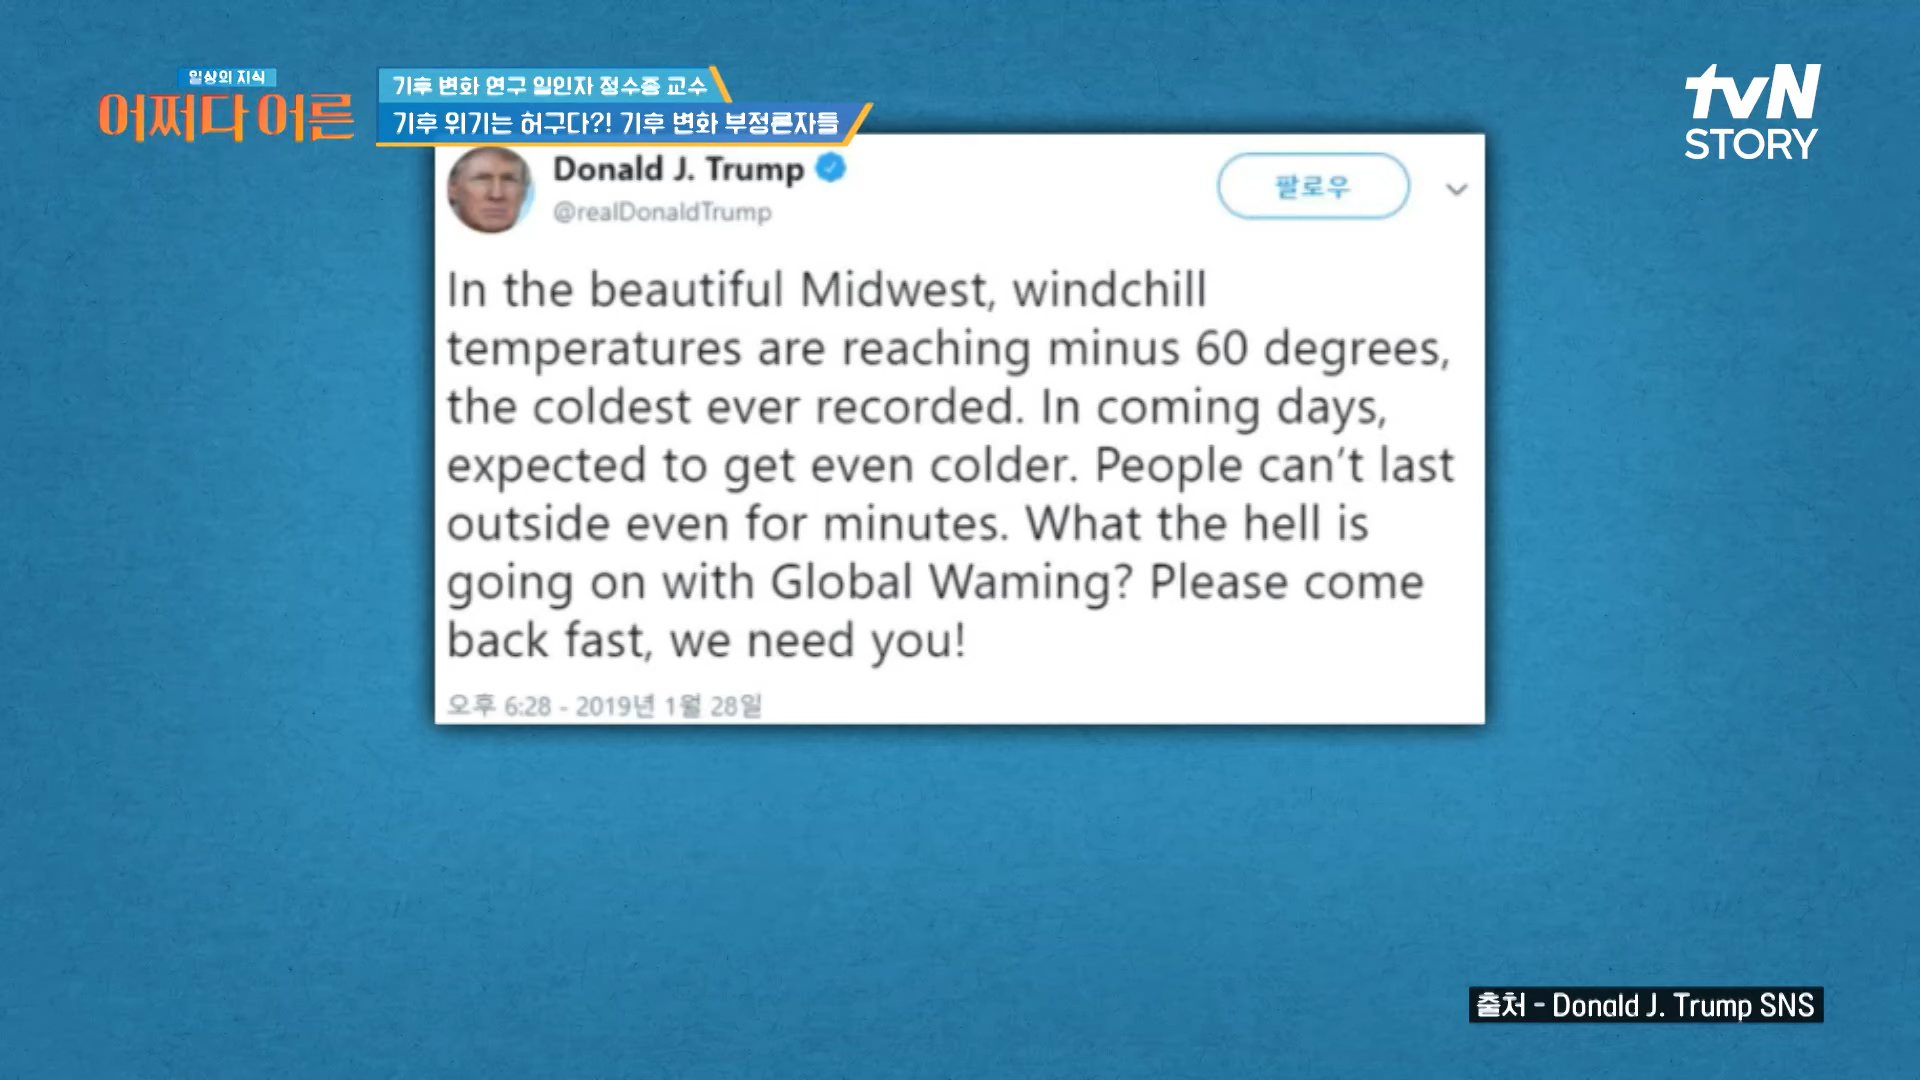 일상의 지식
어쩌다 어른
기후 변화 연구 일인자 정수종 교수
기후 위기는 허구다?! 기후 변화 부정론자들
tvN
STORY
Donald J. Trump
@realDonaldTrump
팔로우
In the beautiful Midwest, windchill
temperatures are reaching minus 60 degrees,
the coldest ever recorded. In coming days,
expected to get even colder. People can't last
outside even for minutes. What the hell is
going on with Global Waming? Please come
back fast, we need you!
오후 6:28 - 2019년 1월 28일
출처 - Donald J. Trump SNS